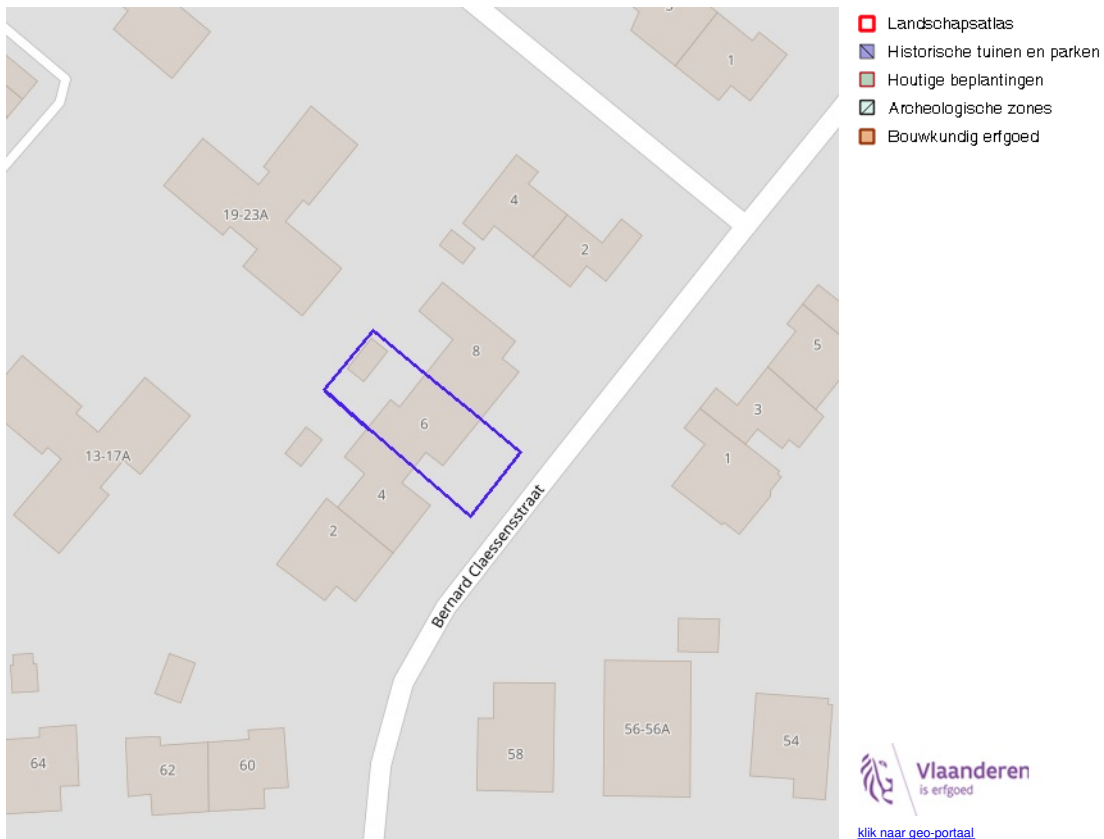 1
19-23A
4
2
8
5
6
3
13-17A
1
4
2
Bernard Claessensstraat
58
56-56A
54
64
62
60
Landschapsatlas
Historische tuinen en parken
Houtige beplantingen
Archeologische zones
Bouwkundig erfgoed
Vlaanderen
is erfgoed
klik naar geo-portaal